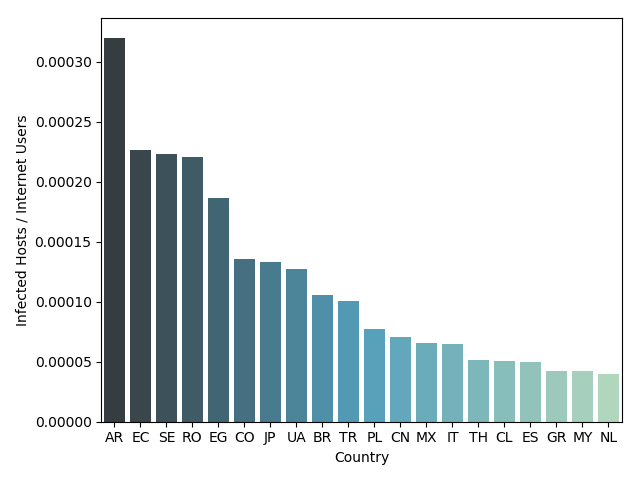 Infected Hosts / Internet Users
0.00030
0.00025
0.00020
0.00015
0.00010
0.00005
0.00000
AR EC SE RO EG CO JP UA BR TR PL CN MX IT TH CL ES GR MY NL
Country